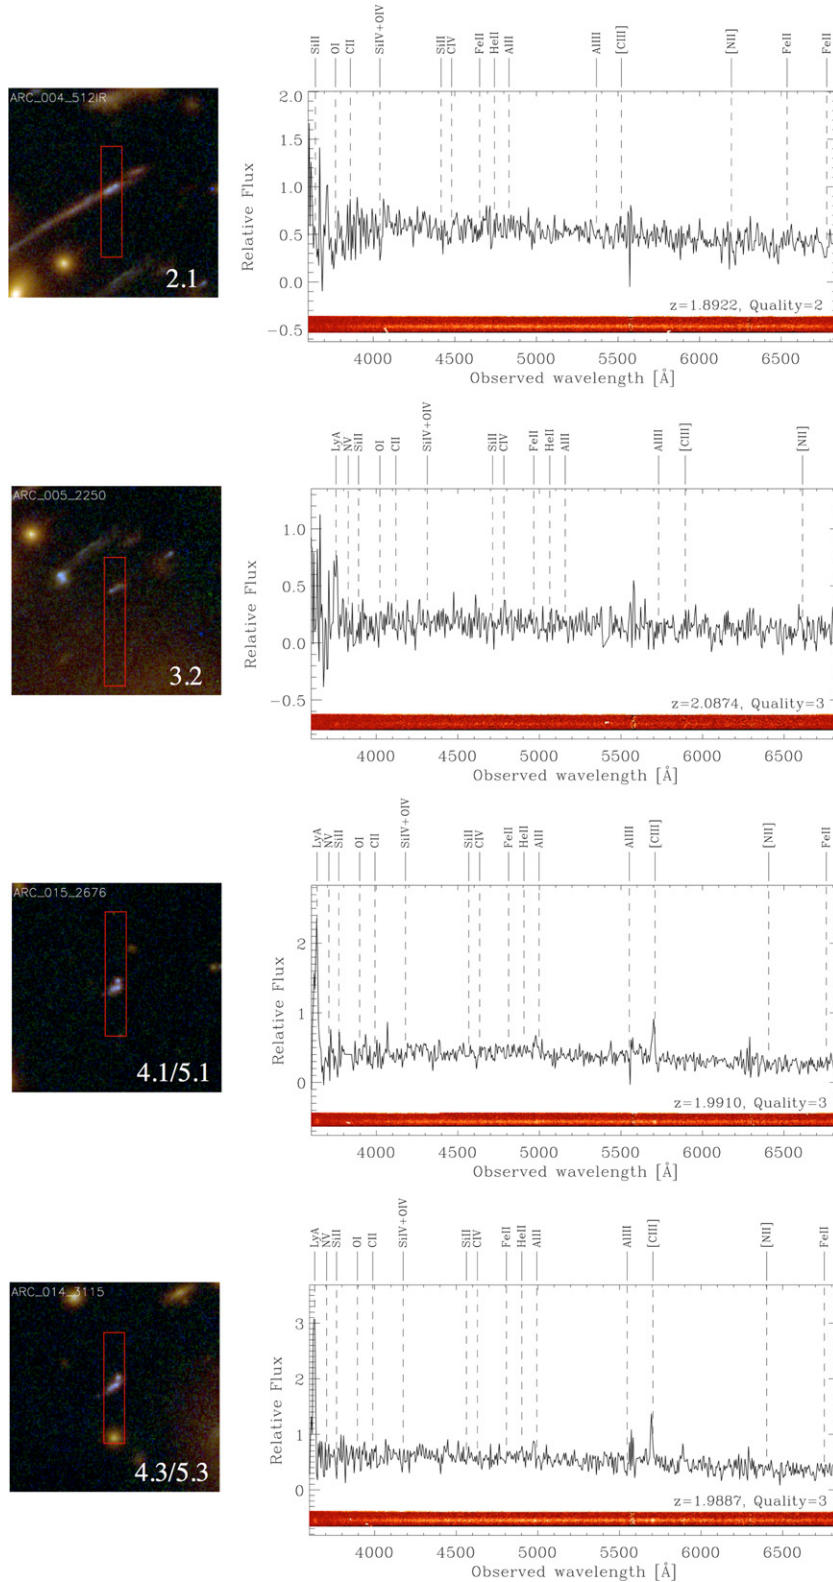 SiII OI CII SiIV+OIV SiII CIV FeII HeII AlII AlIII [CIII] [NII] FeII FeII
ARC_004_512IR
2.1
Relative Flux
2.0
1.5
1.0
0.5
0.0
−0.5
z=1.8922, Quality=2
4000 4500 5000 5500 6000 6500
Observed wavelength [Å]
LyA NV SiII OI CII SiIV+OIV SiII CIV FeII HeII AlII AlIII [CIII] [NII]
ARC_005_2250
3.2
Relative Flux
1.0
0.5
0.0
−0.5
z=2.0874, Quality=3
4000 4500 5000 5500 6000 6500
Observed wavelength [Å]
LyA NV SiII OI CII SiIV+OIV SiII CIV FeII HeII AlII AlIII [CIII] [NII] FeII
ARC_015_2676
4.1/5.1
Relative Flux
2
1
0
z=1.9910, Quality=3
4000 4500 5000 5500 6000 6500
Observed wavelength [Å]
LyA NV SiII OI CII SiIV+OIV SiII CIV FeII HeII AlII AlIII [CIII] [NII] FeII
ARC_014_3115
4.3/5.3
Relative Flux
3
2
1
0
z=1.9887, Quality=3
4000 4500 5000 5500 6000 6500
Observed wavelength [Å]